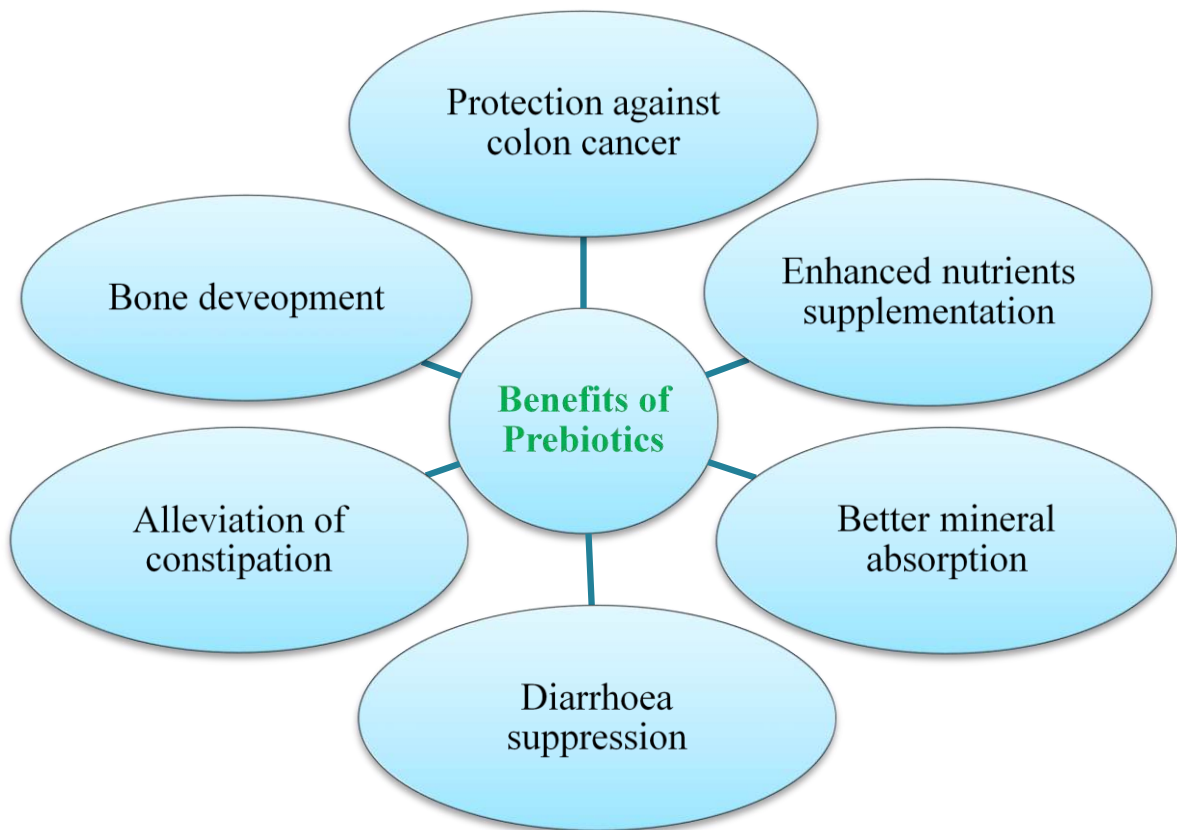 Protection against
colon cancer
Enhanced nutrients
supplementation
Bone deveopment
Benefits of
Prebiotics
Better mineral
absorption
Alleviation of
constipation
Diarrhoea
suppression